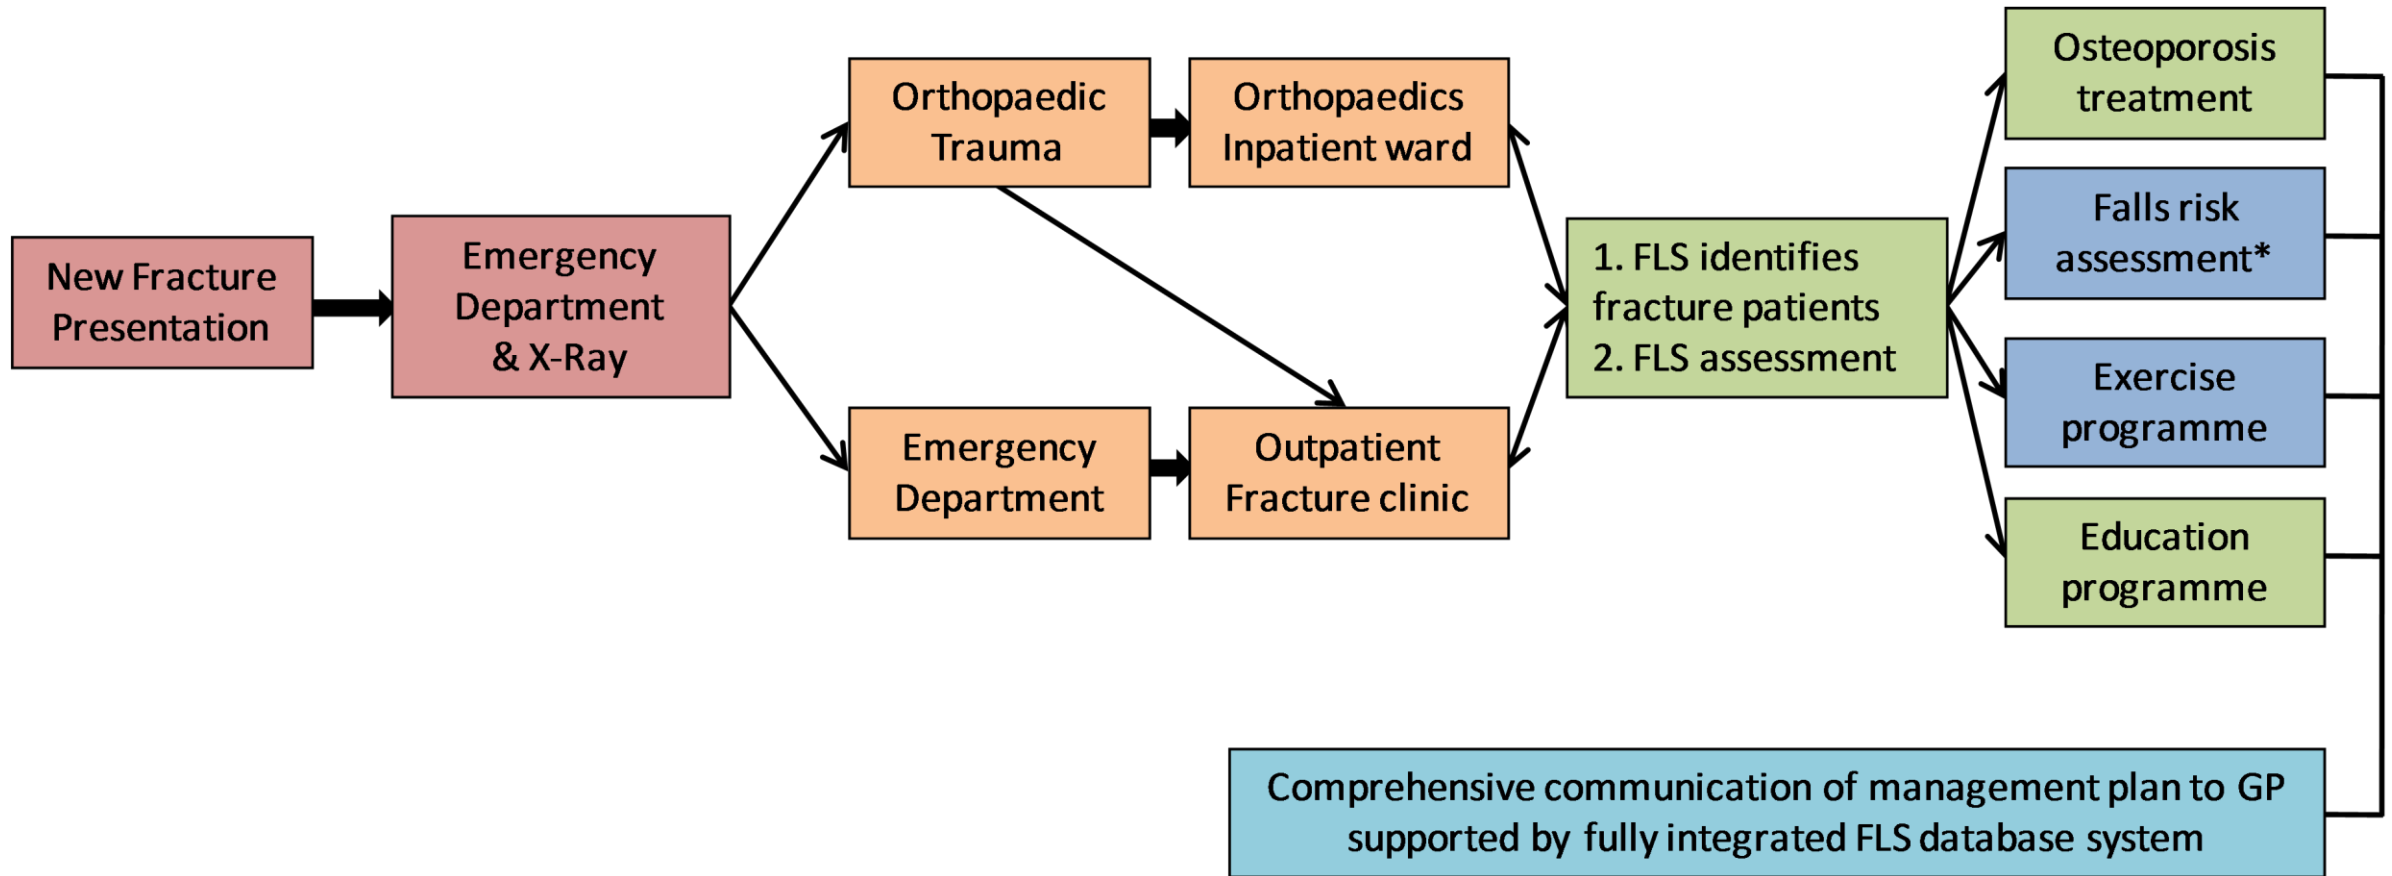 New Fracture
Presentation
Emergency
Department
& X-Ray
Orthopaedic
Trauma
Orthopaedics
Inpatient ward
Emergency
Department
Outpatient
Fracture clinic
1. FLS identifies
fracture patients
2. FLS assessment
Osteoporosis
treatment
Falls risk
assessment*
Exercise
programme
Education
programme
Comprehensive communication of management plan to GP
supported by fully integrated FLS database system